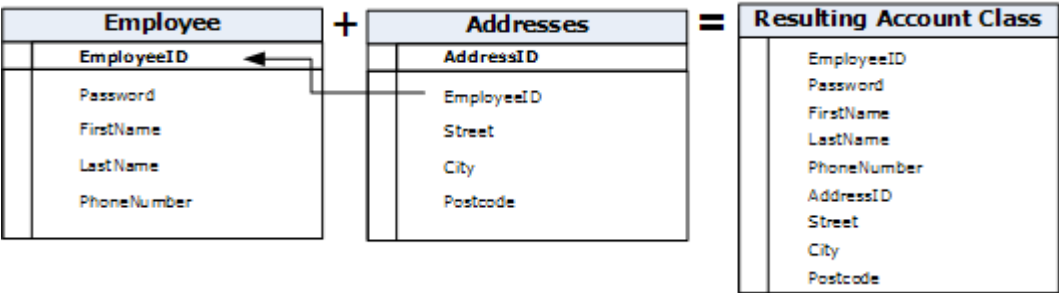 Employee
EmployeeID
Password
FirstName
LastName
PhoneNumber
+
Addresses
AddressID
EmployeeID
Street
City
Postcode
=
Resulting Account Class
EmployeeID
Password
FirstName
LastName
PhoneNumber
AddressID
Street
City
Postcode